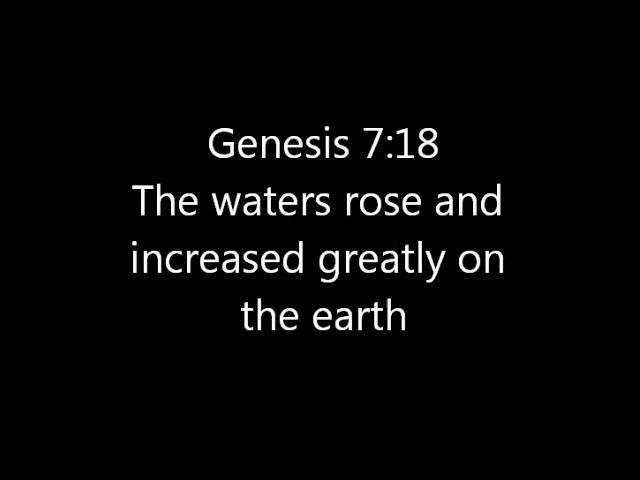 Genesis 7:18
The waters rose and
increased greatly on
the earth